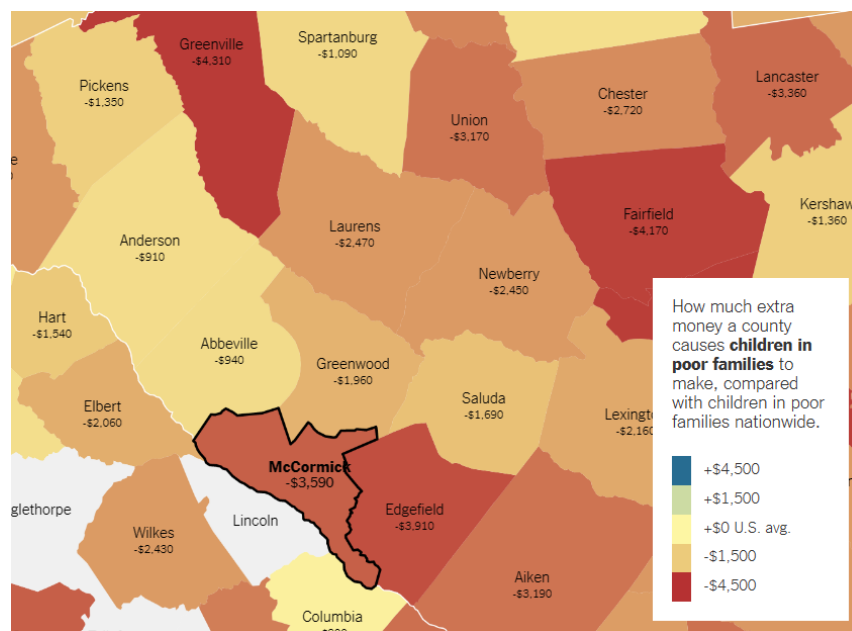 Greenville
-$4,310
Spartanburg
-$1,090
Pickens
-$1,350
Union
-$3,170
Chester
-$2,720
Lancaster
-$3,360
Fairfield
-$4,170
Kershaw
-$1,360
Anderson
-$910
Laurens
-$2,470
Newberry
-$2,450
Hart
-$1,540
Abbeville
-$940
Greenwood
-$1,960
Saluda
-$1,690
Elbert
-$2,060
-$2,160
McCormick
-$3,590
Edgefield
-$3,910
glethorpe
Lincoln
Wilkes
-$2,430
Aiken
-$3,190
Columbia
How much extra
money a county
causes children in
poor families to
make, compared
with children in poor
families nationwide.
+$4,500
+$1,500
+$0 U.S. avg.
-$1,500
-$4,500